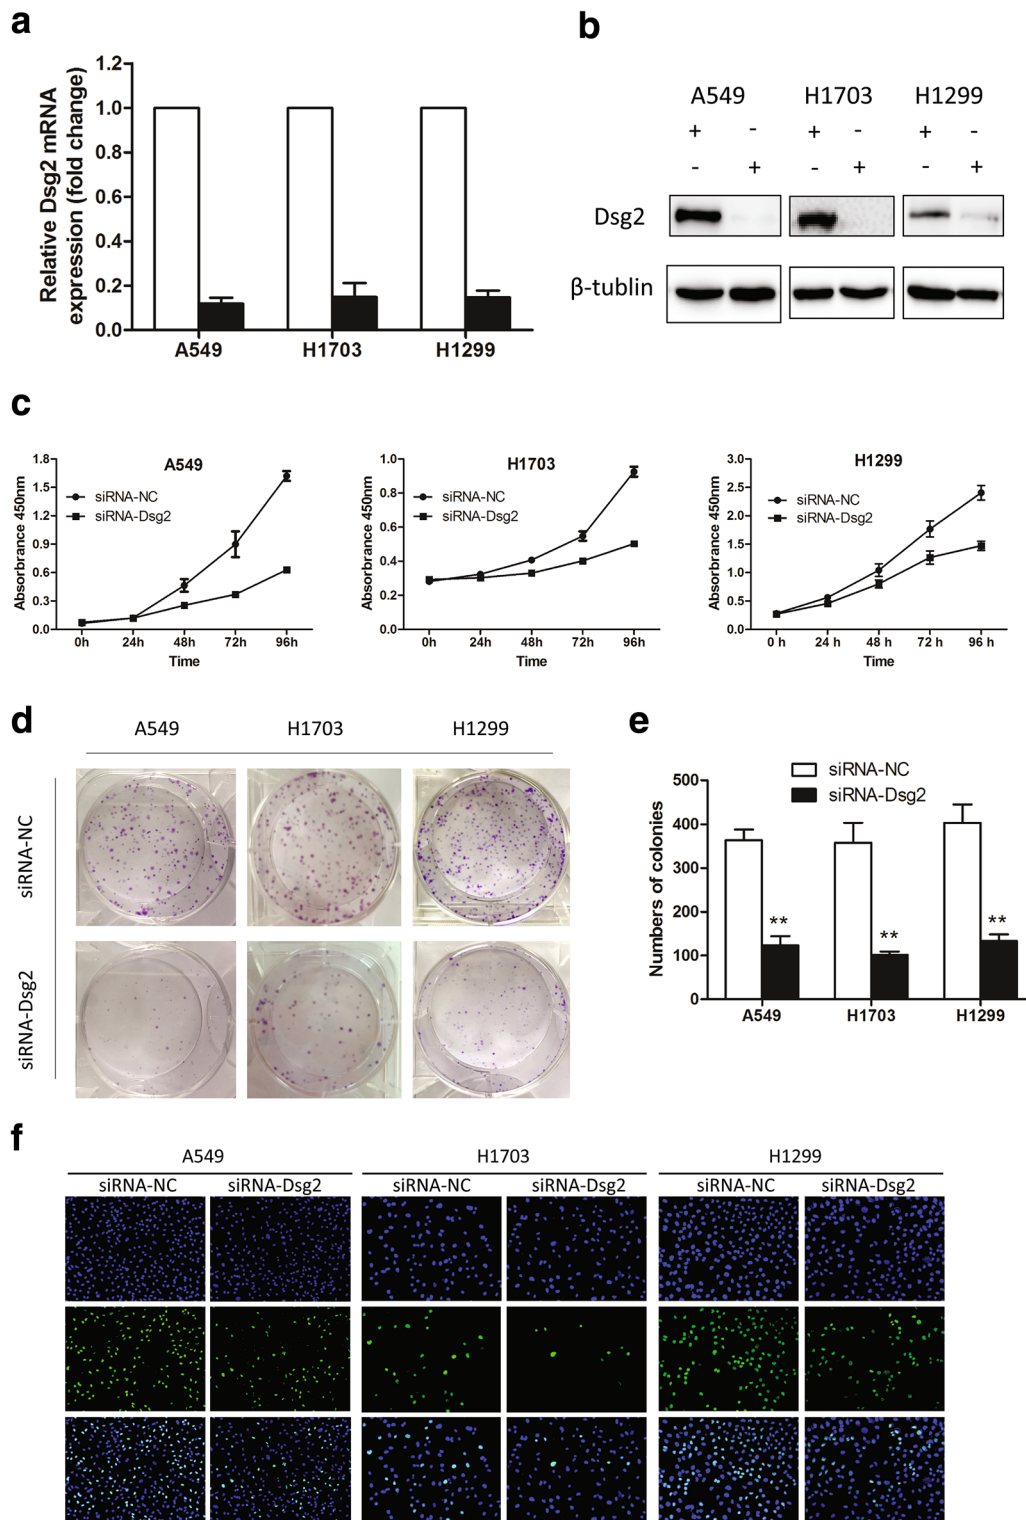 a
Relative Dsg2 mRNA
expression (fold change)
1.2
1.0
0.8
0.6
0.4
0.2
0.0
A549
H1703
H1299
b
A549 H1703 H1299
+ - + - + -
- + - + - +
Dsg2
β-tublin
c
A549
Absorbrance 450nm
1.8
1.5
1.2
0.9
0.6
0.3
0.0
siRNA-NC
siRNA-Dsg2
0h 24h 48h 72h 96h
Time
H1703
Absorbrance 450nm
1.0
0.8
0.6
0.4
0.2
0.0
siRNA-NC
siRNA-Dsg2
0h 24h 48h 72h 96h
Time
H1299
Absorbrance 450nm
3.0
2.5
2.0
1.5
1.0
0.5
0.0
siRNA-NC
siRNA-Dsg2
0 h 24 h 48 h 72 h 96 h
Time
d
A549 H1703 H1299
siRNA-NC
siRNA-Dsg2
e
siRNA-NC
siRNA-Dsg2
Numbers of colonies
500
400
300
200
100
0
** ** **
A549 H1703 H1299
f
A549 H1703 H1299
siRNA-NC siRNA-Dsg2 siRNA-NC siRNA-Dsg2 siRNA-NC siRNA-Dsg2